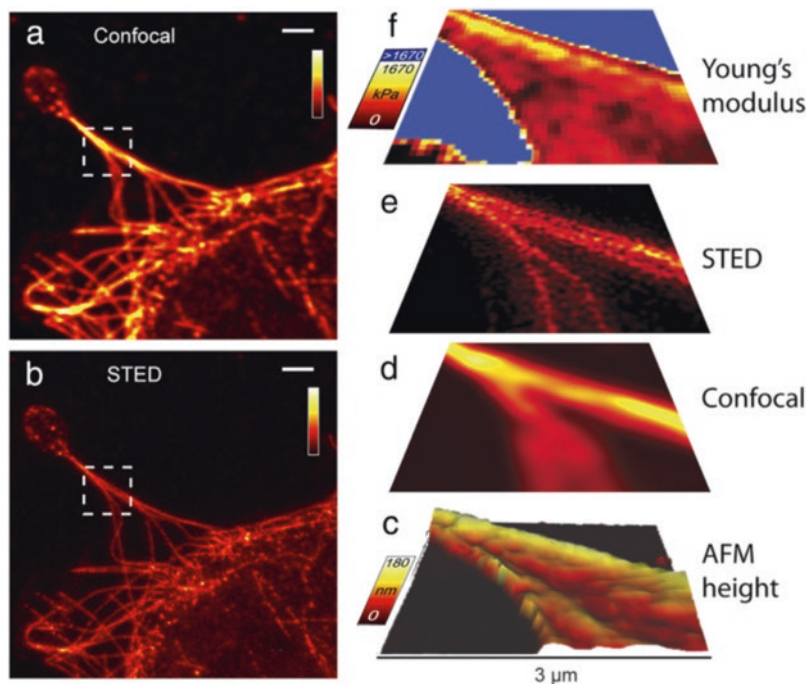 a
Confocal
b
STED
f
>1670
1670
kPa
0
Young's
modulus
e
STED
d
Confocal
c
180
nm
0
AFM
height
3 µm